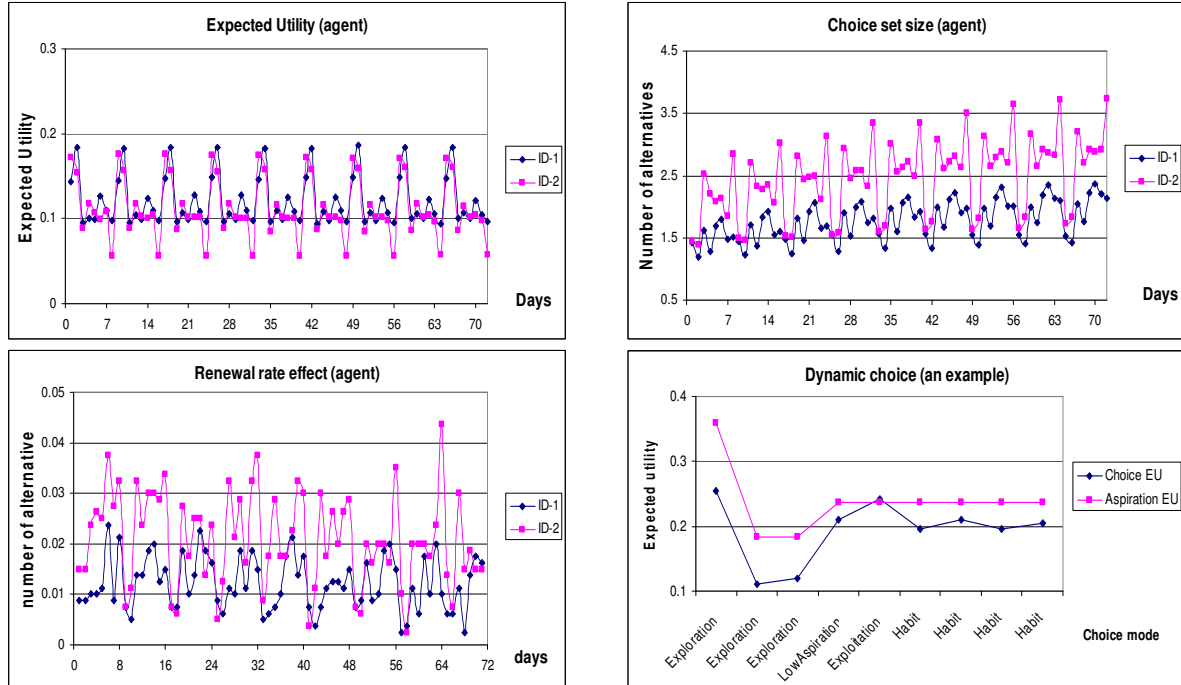 Expected Utility (agent)
Expected Utility
0.3
0.2
0.1
0
0 7 14 21 28 35 42 49 56 63 70
Days
ID-1
ID-2
Choice set size (agent)
Number of alternatives
4.5
3.5
2.5
1.5
0.5
0 7 14 21 28 35 42 49 56 63 70
Days
ID-1
ID-2
Renewal rate effect (agent)
number of alternative
0.05
0.04
0.03
0.02
0.01
0
0 8 16 24 32 40 48 56 64 72
days
ID-1
ID-2
Dynamic choice (an example)
Expected utility
0.4
0.3
0.2
0.1
Exploration
Exploration
Exploration
LowAspiration
Exploitation
Habit
Habit
Habit
Habit
Choice mode
Choice EU
Aspiration EU